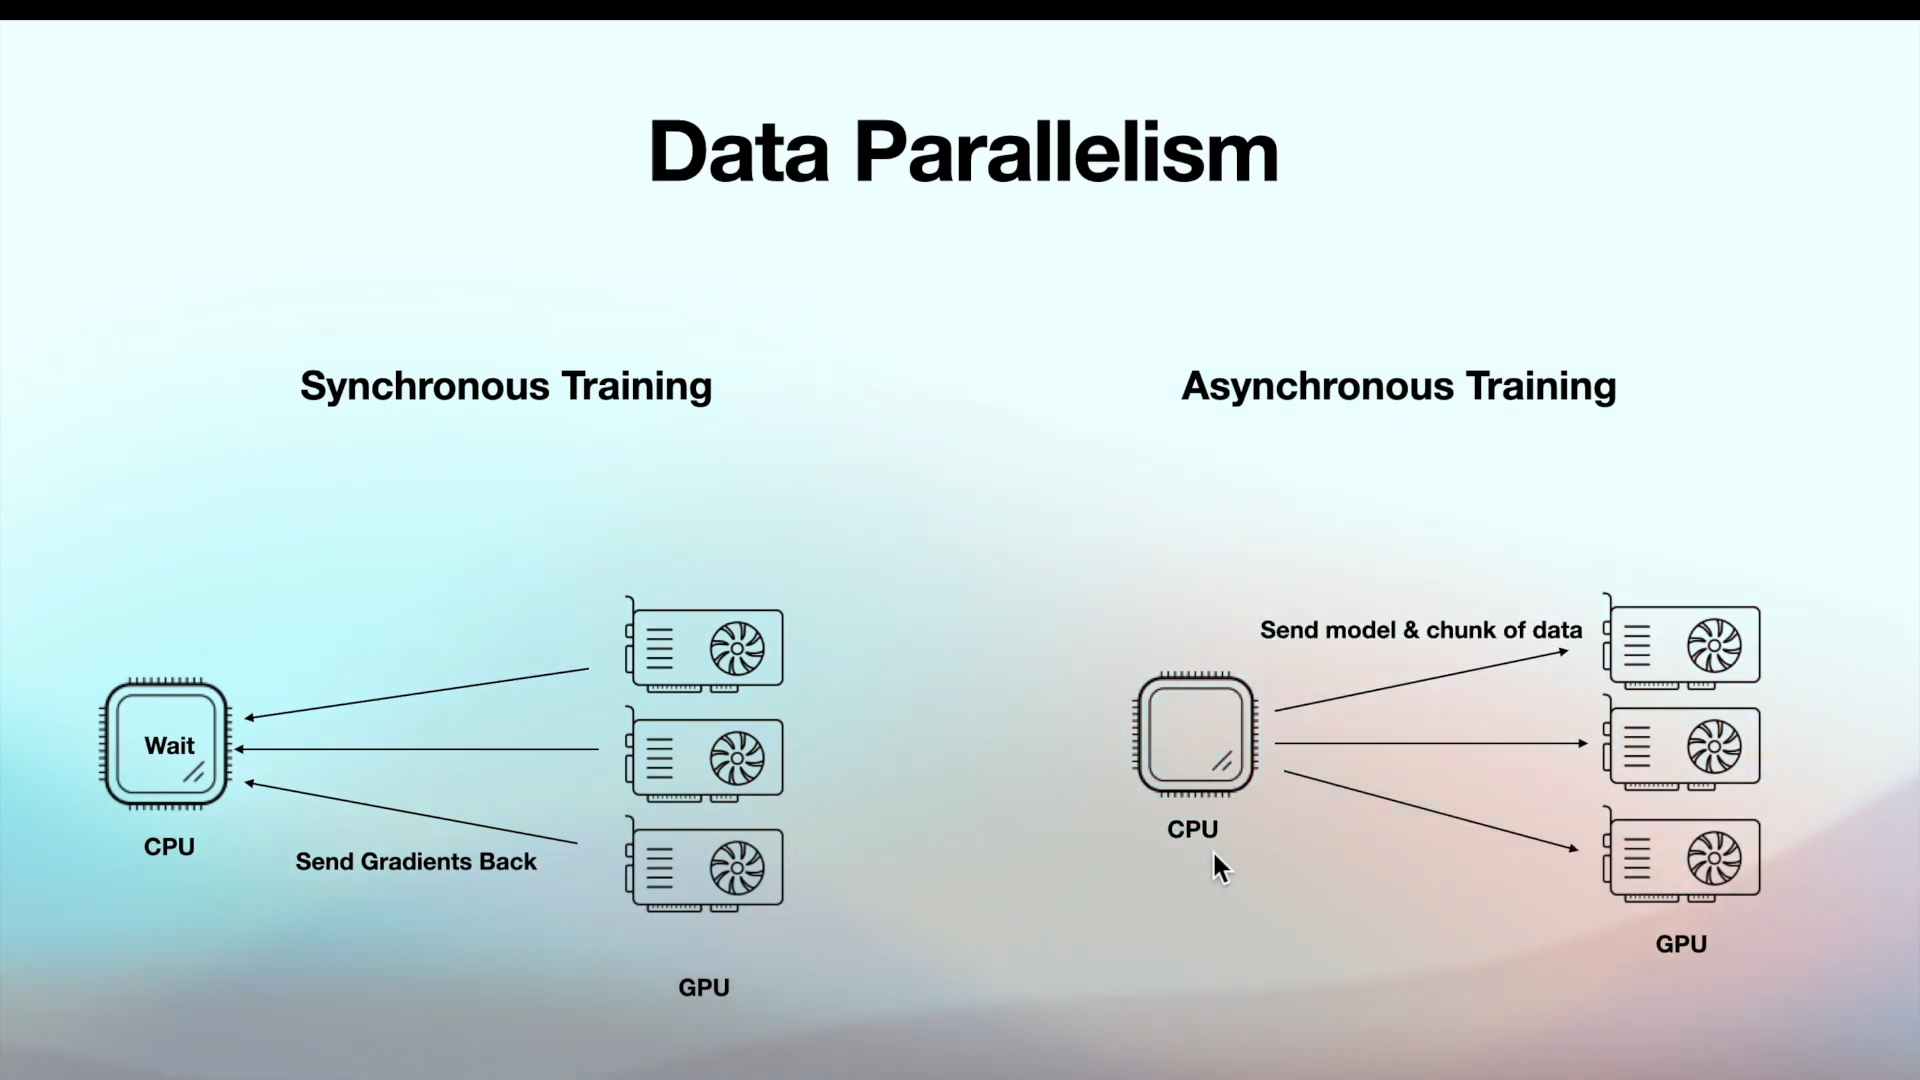 Data Parallelism
Synchronous Training
Wait
CPU
Send Gradients Back
GPU
Asynchronous Training
Send model & chunk of data
CPU
GPU